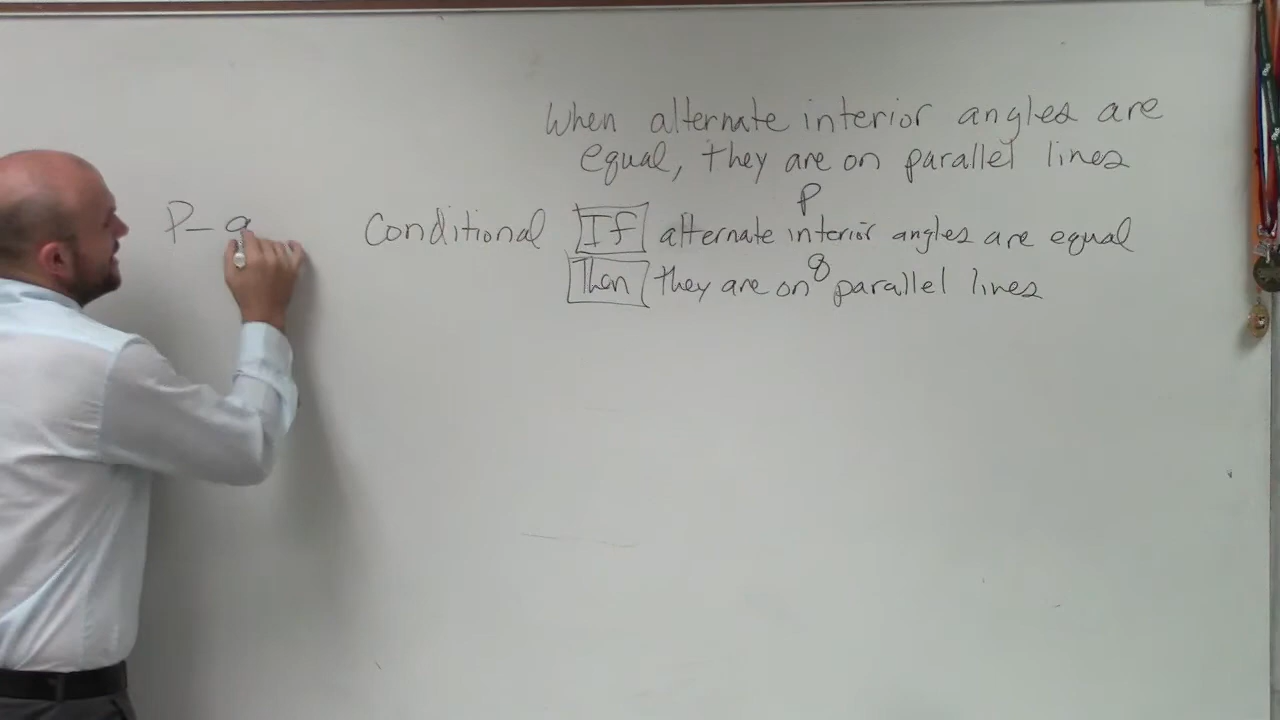 When alternate interior angles are
equal, they are on parallel lines
P
P – q Conditional If alternate interior angles are equal
q
Then they are on parallel lines